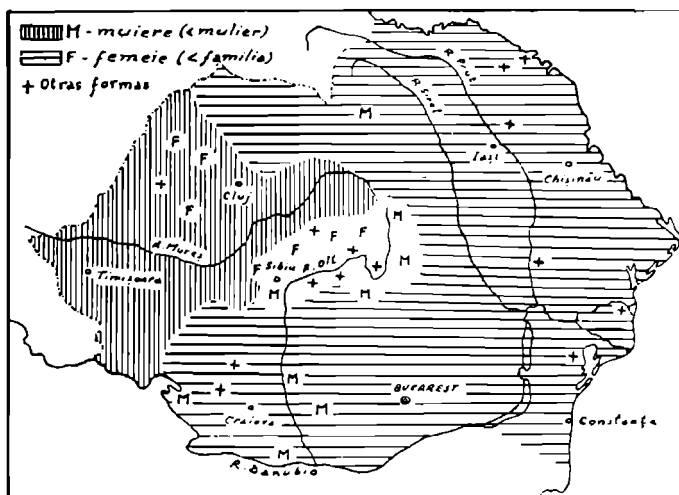 M - muiere (< mulier)
F - femeie (< familia)
+ Otras formas
M
R. Prut
R. Siret
Iași
Chișinău
F
F
+
Cluj
F
R. Mureș
M
Timișoara
F
Sibiu
R. Olt
F
F
F
M
M
M
M
BUCAREST
M
M
Craiova
M
R. Danubio
Constanța